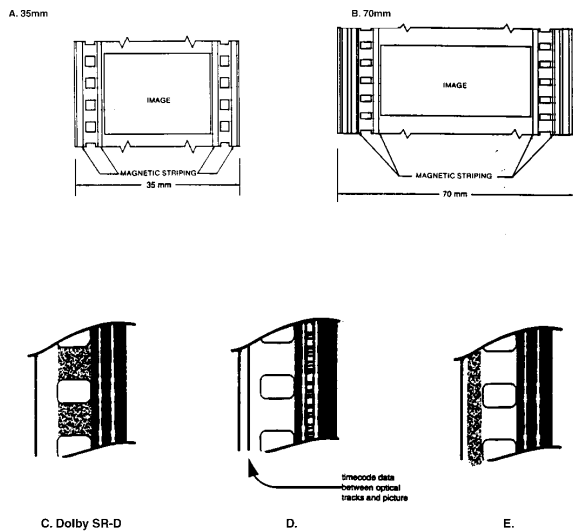 A. 35mm
B. 70mm
IMAGE
IMAGE
MAGNETIC STRIPING
35 mm
MAGNETIC STRIPING
70 mm
timecode data
between optical
tracks and picture
C. Dolby SR-D
D.
E.